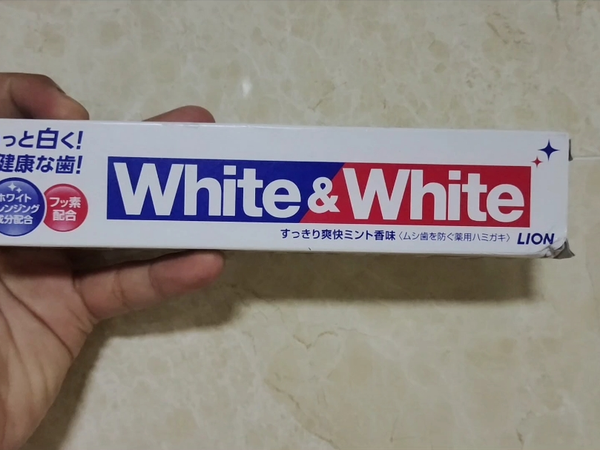 っと白く!
健康な歯!
ホワイト
レンジング
成分配合
フッ素
配合
White & White
すっきり爽快ミント香味〈ムシ歯を防ぐ薬用ハミガキ〉
LION